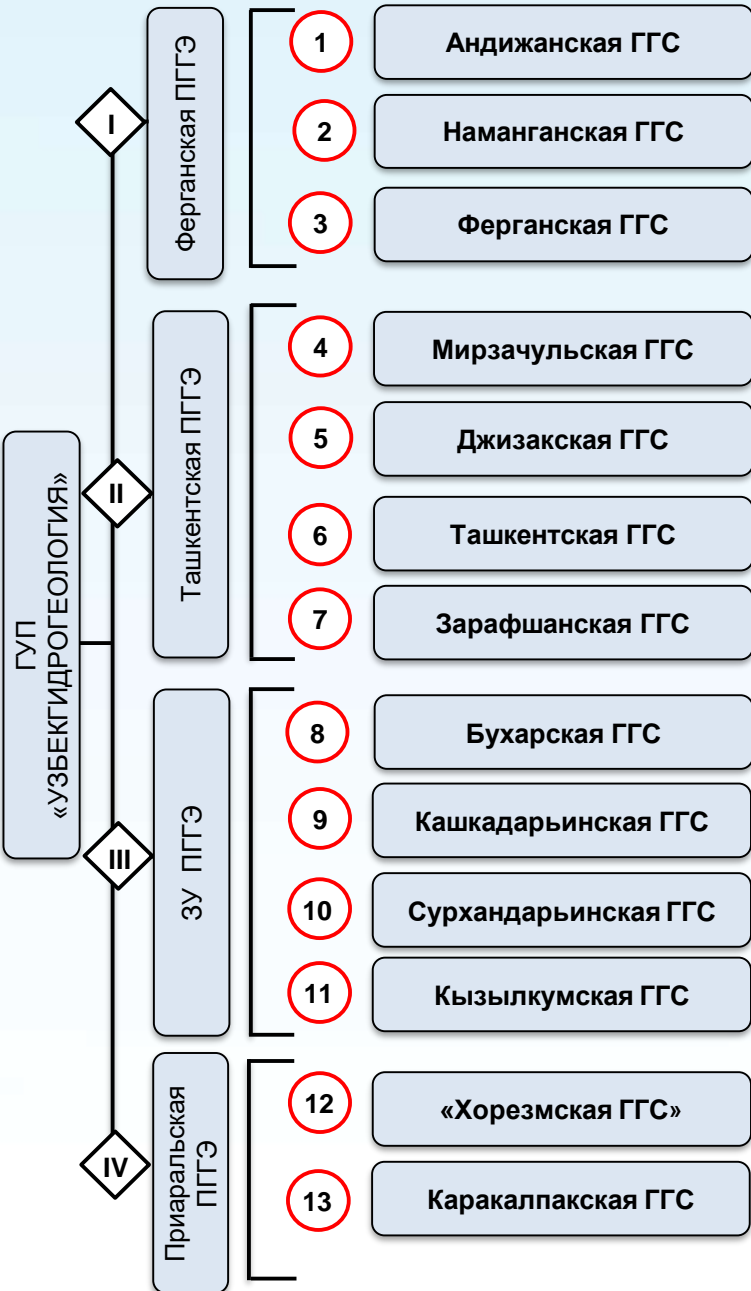 ГУП
«УЗБЕКГИДРОГЕОЛОГИЯ»
I
Ферганская ПГГЭ
1
Андижанская ГГС
2
Наманганская ГГС
3
Ферганская ГГС
II
Ташкентская ПГГЭ
4
Мирзачульская ГГС
5
Джизакская ГГС
6
Ташкентская ГГС
7
Зарафшанская ГГС
III
ЗУ ПГГЭ
8
Бухарская ГГС
9
Кашкадарьинская ГГС
10
Сурхандарьинская ГГС
11
Кызылкумская ГГС
IV
Приаральская
ПГГЭ
12
«Хорезмская ГГС»
13
Каракалпакская ГГС